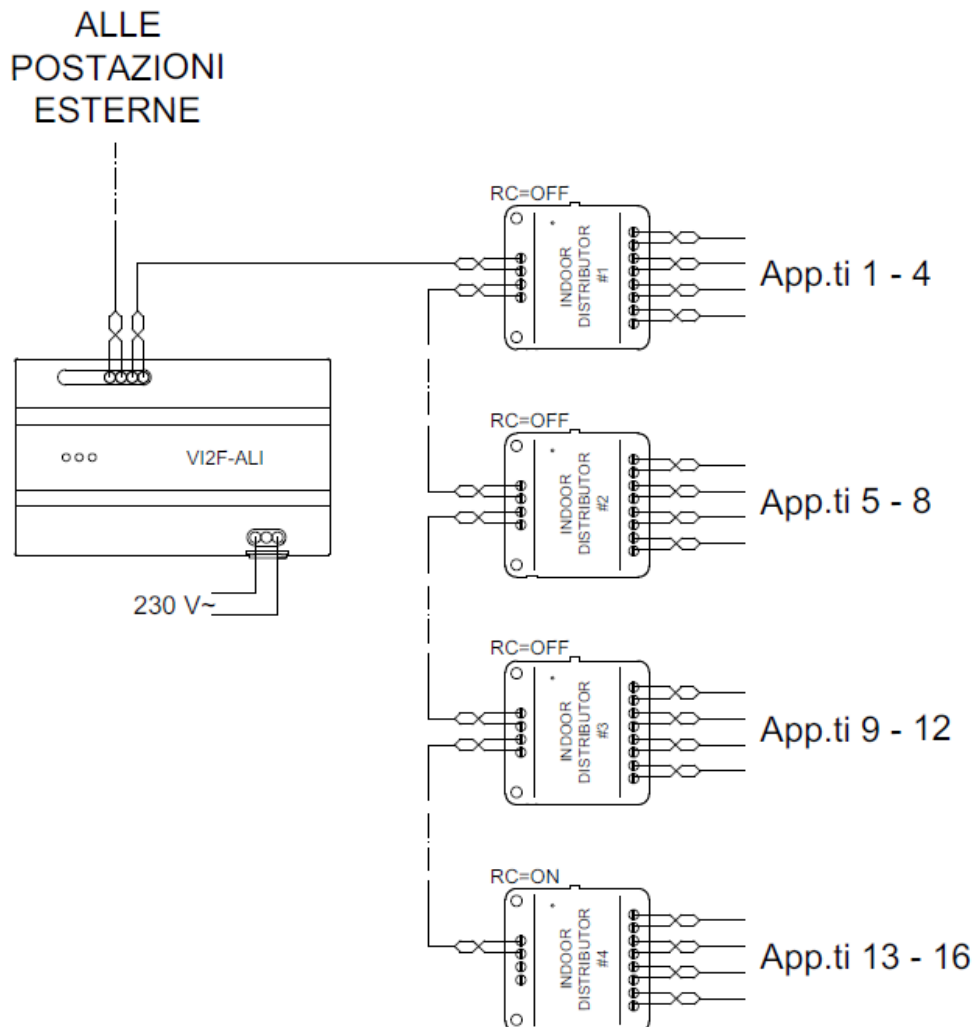 ALLE
POSTAZIONI
ESTERNE
RC=OFF
INDOOR
DISTRIBUTOR
#1
App.ti 1 - 4
VI2F-ALI
230 V~
RC=OFF
INDOOR
DISTRIBUTOR
#2
App.ti 5 - 8
RC=OFF
INDOOR
DISTRIBUTOR
#3
App.ti 9 - 12
RC=ON
INDOOR
DISTRIBUTOR
#4
App.ti 13 - 16